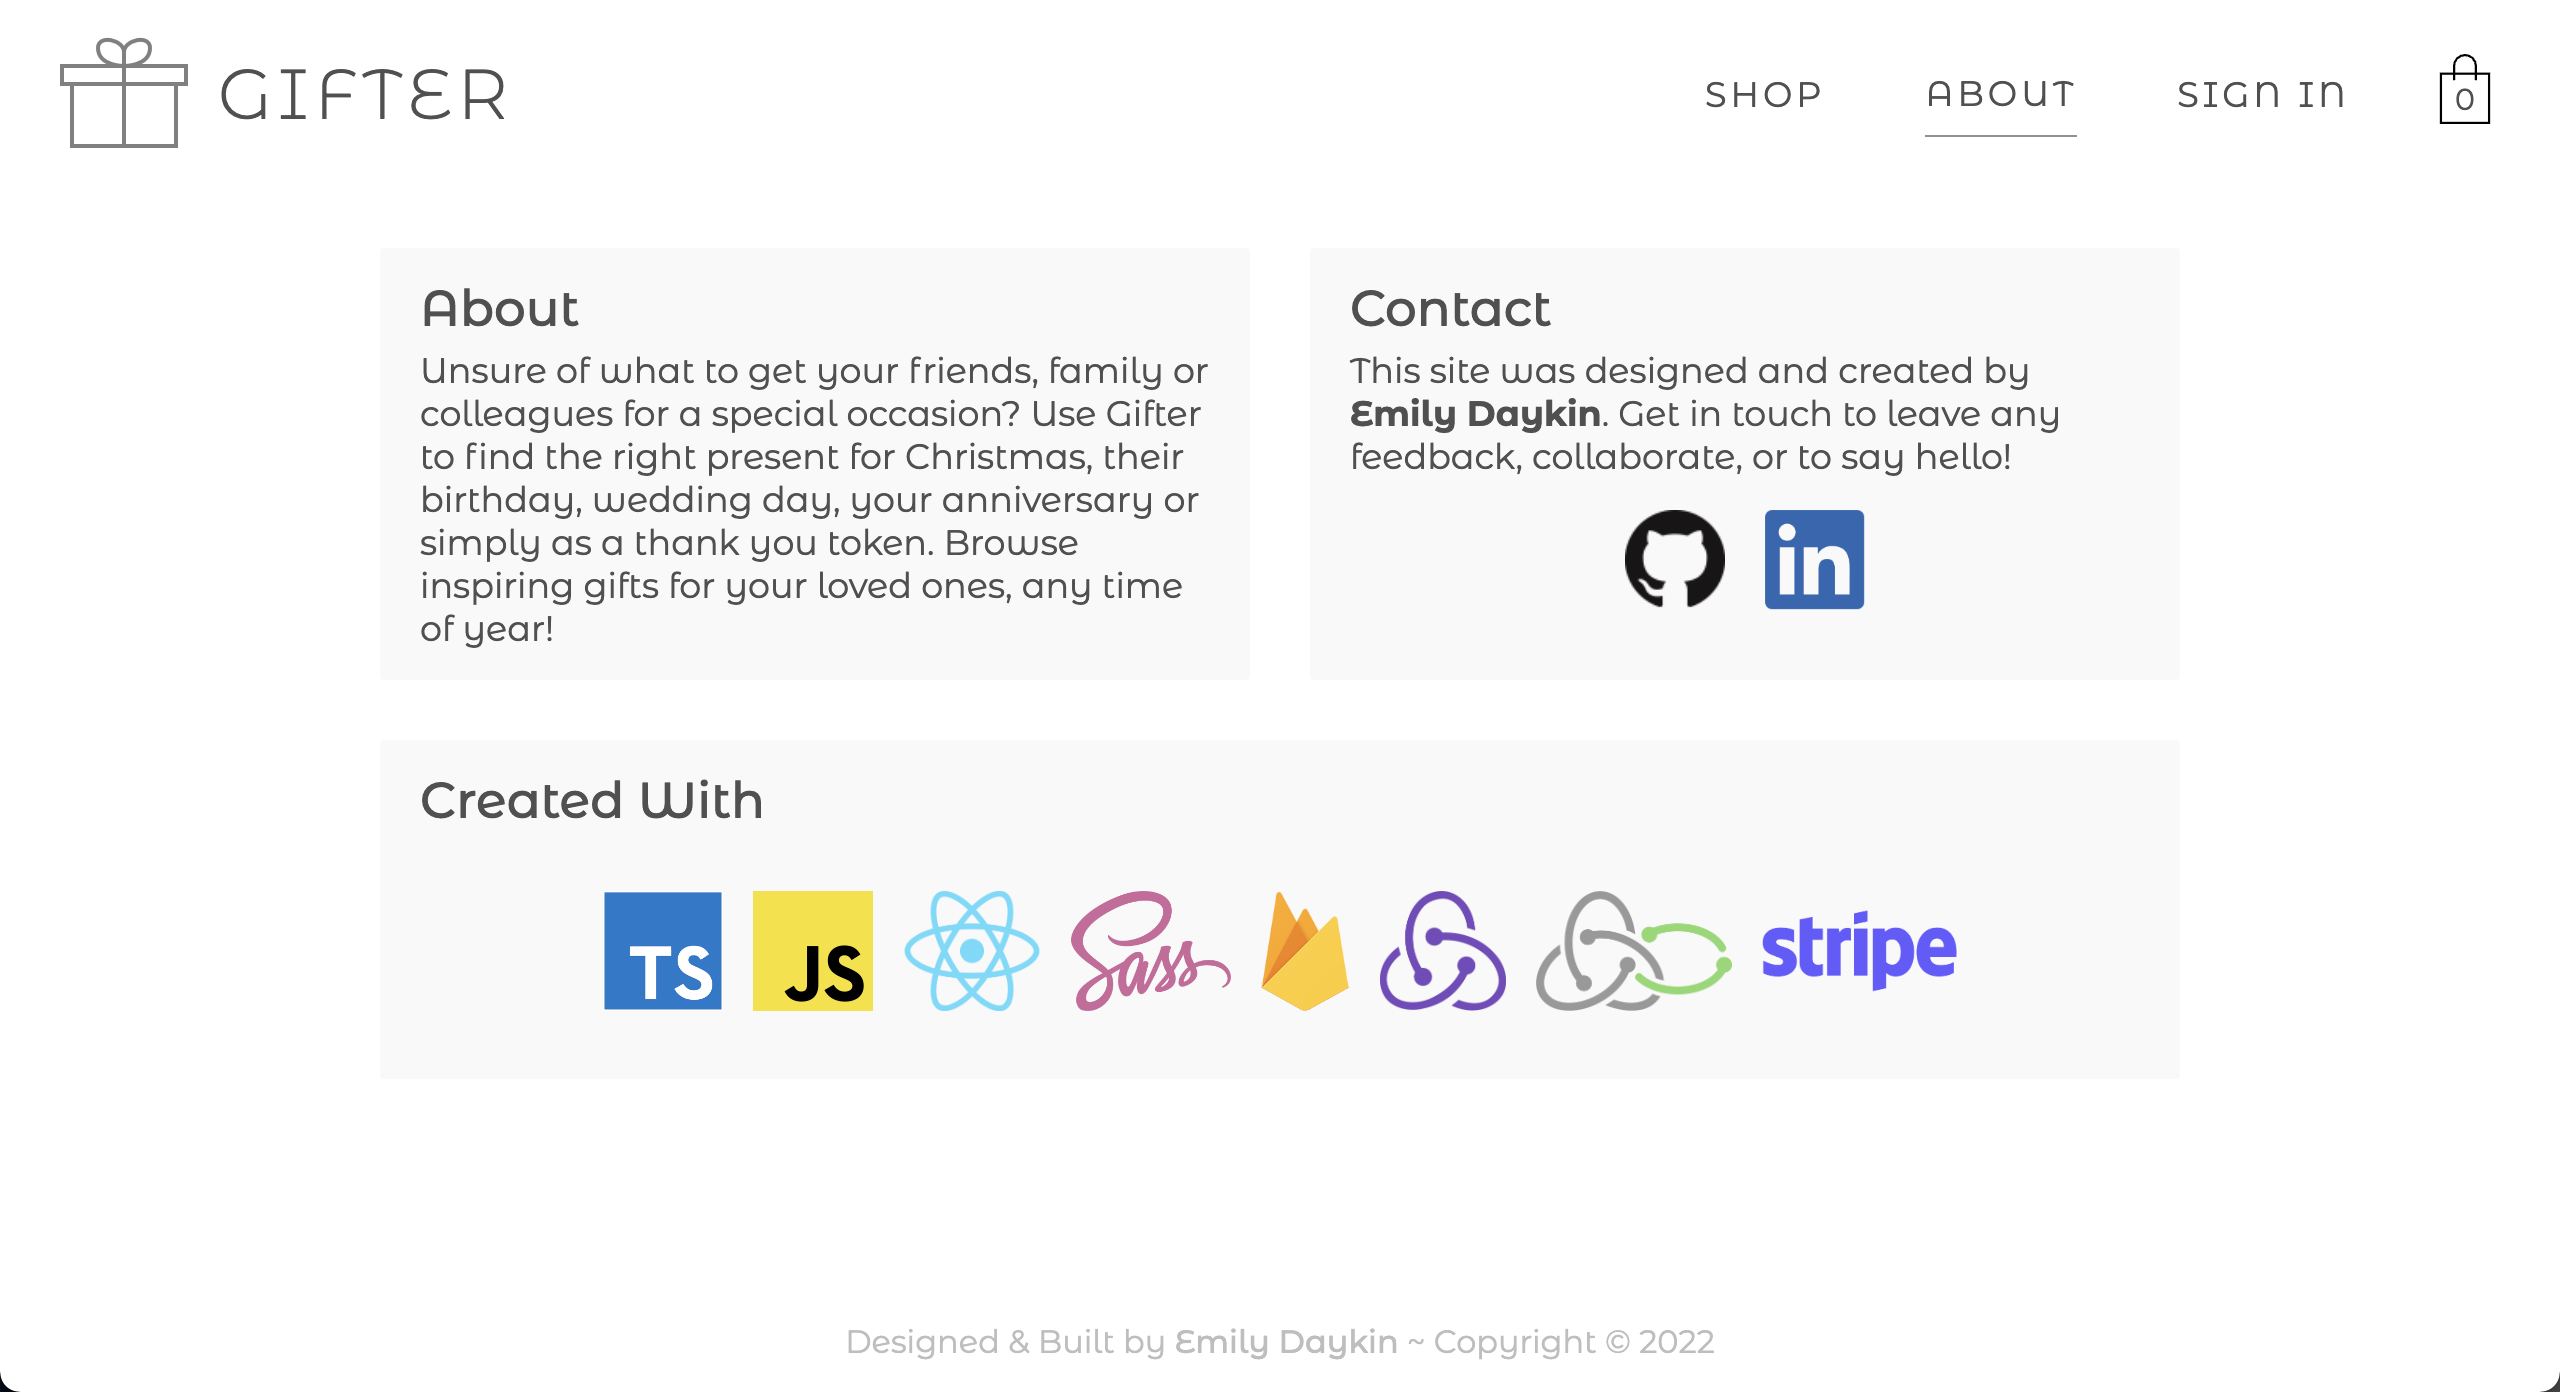 GIFTER
SHOP
ABOUT
SIGN IN
0
About
Unsure of what to get your friends, family or
colleagues for a special occasion? Use Gifter
to find the right present for Christmas, their
birthday, wedding day, your anniversary or
simply as a thank you token. Browse
inspiring gifts for your loved ones, any time
of year!
Contact
This site was designed and created by
Emily Daykin. Get in touch to leave any
feedback, collaborate, or to say hello!
in
Created With
TS
JS
Sass
stripe
Designed & Built by Emily Daykin ~ Copyright © 2022